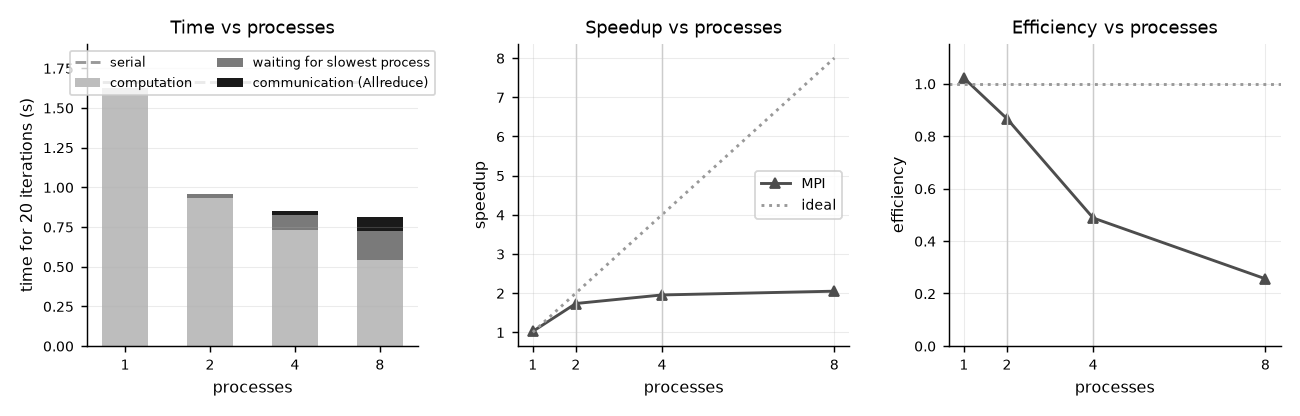 Time vs processes
serial
computation
waiting for slowest process
communication (Allreduce)
time for 20 iterations (s)
1.75
1.50
1.25
1.00
0.75
0.50
0.25
0.00
1 2 4 8
processes
Speedup vs processes
speedup
8
7
6
5
4
3
2
1
MPI
ideal
1 2 4 8
processes
Efficiency vs processes
efficiency
1.0
0.8
0.6
0.4
0.2
0.0
1 2 4 8
processes